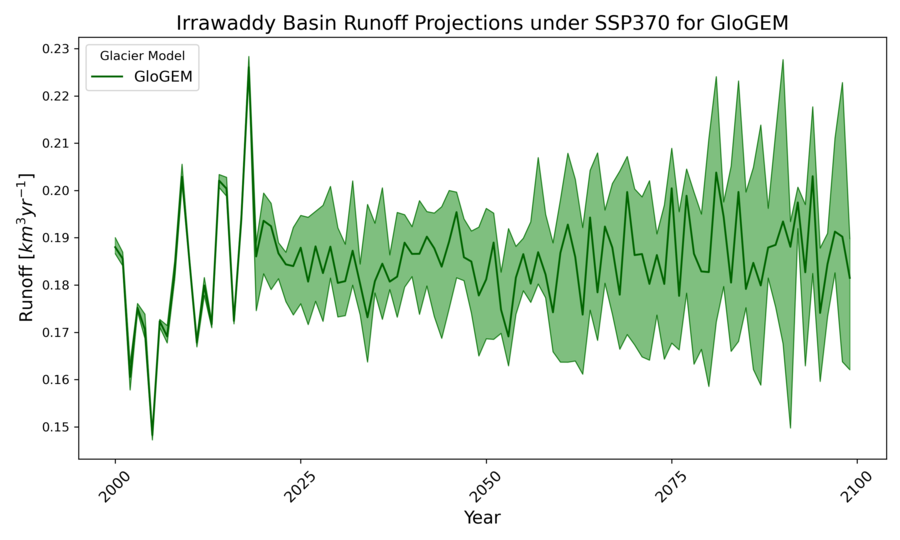 Irrawaddy Basin Runoff Projections under SSP370 for GloGEM
Glacier Model
GloGEM
Runoff [km³yr⁻¹]
0.23
0.22
0.21
0.20
0.19
0.18
0.17
0.16
0.15
2000
2025
2050
2075
2100
Year